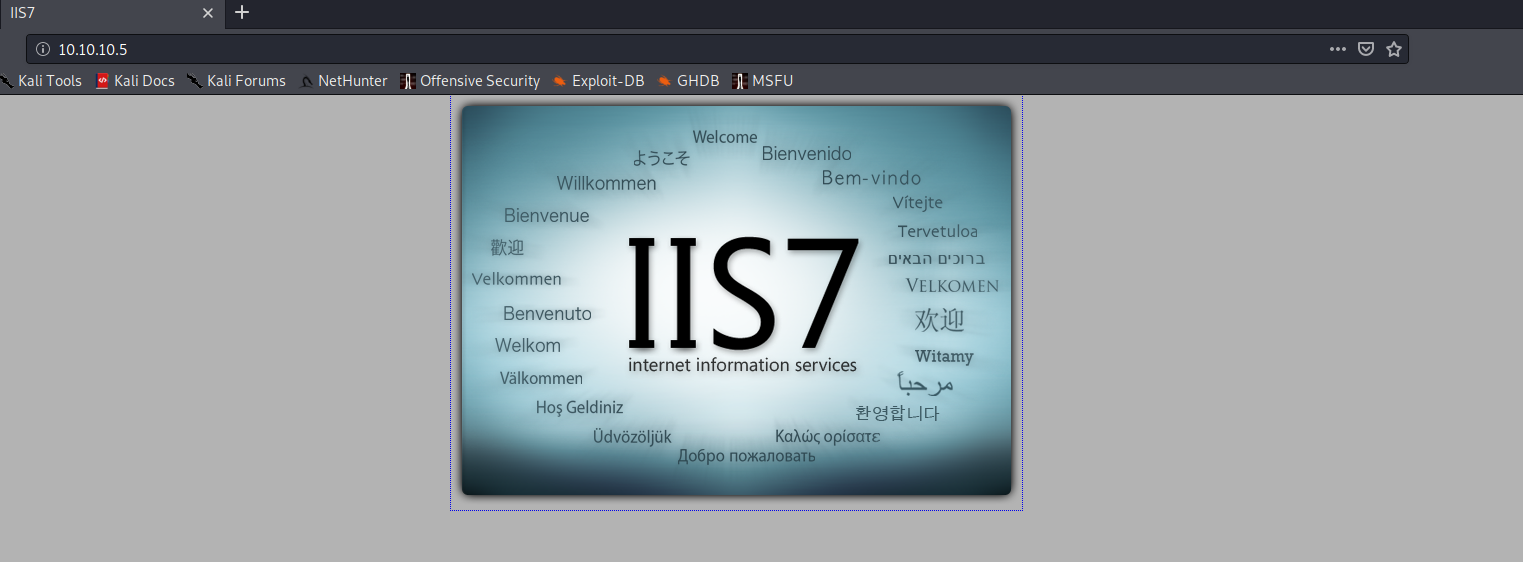 IIS7
10.10.10.5
Kali Tools Kali Docs Kali Forums NetHunter Offensive Security Exploit-DB GHDB MSFU
Welcome
ようこそ
Bienvenido
Willkommen
Bem-vindo
Bienvenue
Vítejte
歡迎
Tervetuloa
ברוכים הבאים
Velkommen
VELKOMEN
IIS7
Benvenuto
欢迎
Welkom
Witamy
internet information services
Välkommen
مرحباً
Hoş Geldiniz
환영합니다
Üdvözöljük
Καλώς ορίσατε
Добро пожаловать